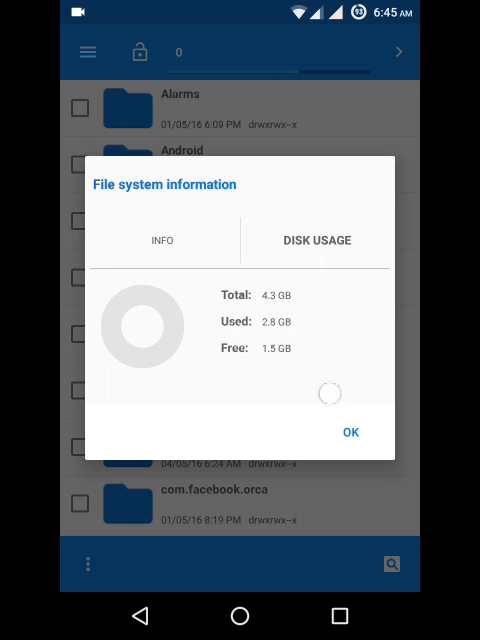 93 6:45 AM
0
Alarms
01/05/16 6:09 PM drwxrwx--x
Android
File system information
INFO DISK USAGE
Total: 4.3 GB
Used: 2.8 GB
Free: 1.5 GB
OK
04/05/16 6:24 AM drwxrwx--x
com.facebook.orca
01/05/16 8:19 PM drwxrwx--x